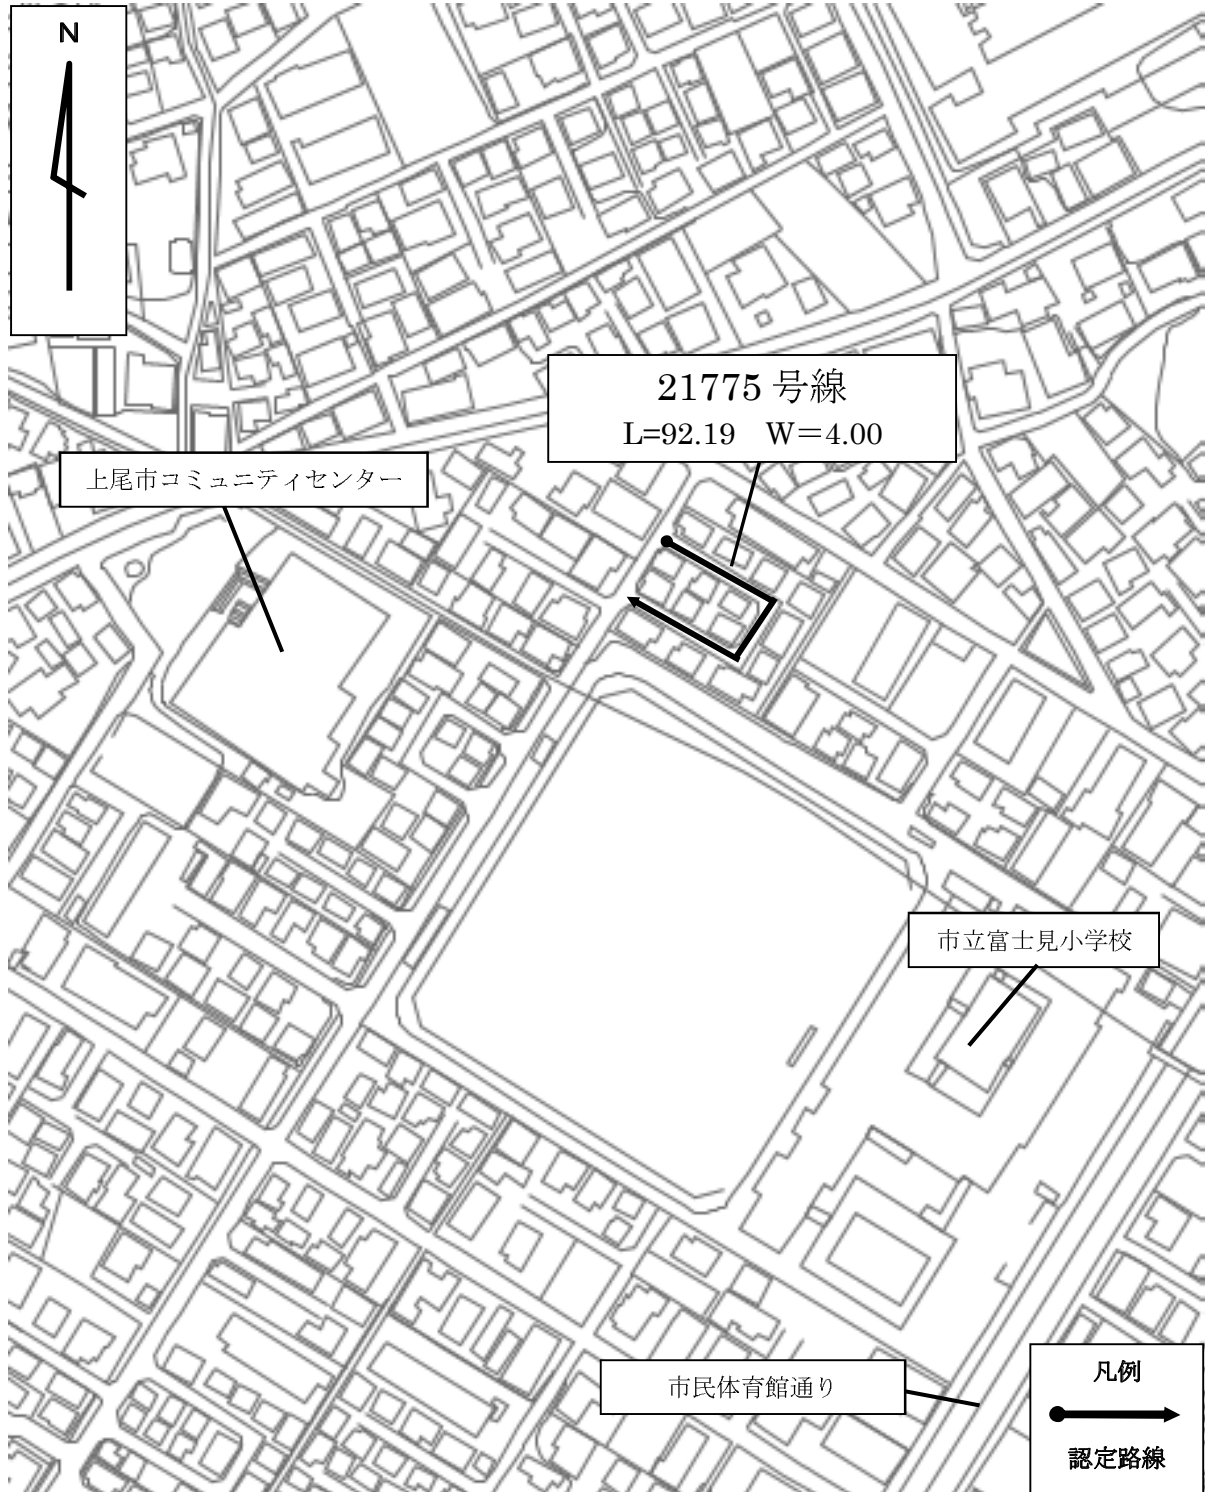 N
21775 号線
L=92.19 W=4.00
上尾市コミュニティセンター
市立富士見小学校
市民体育館通り
凡例
認定路線